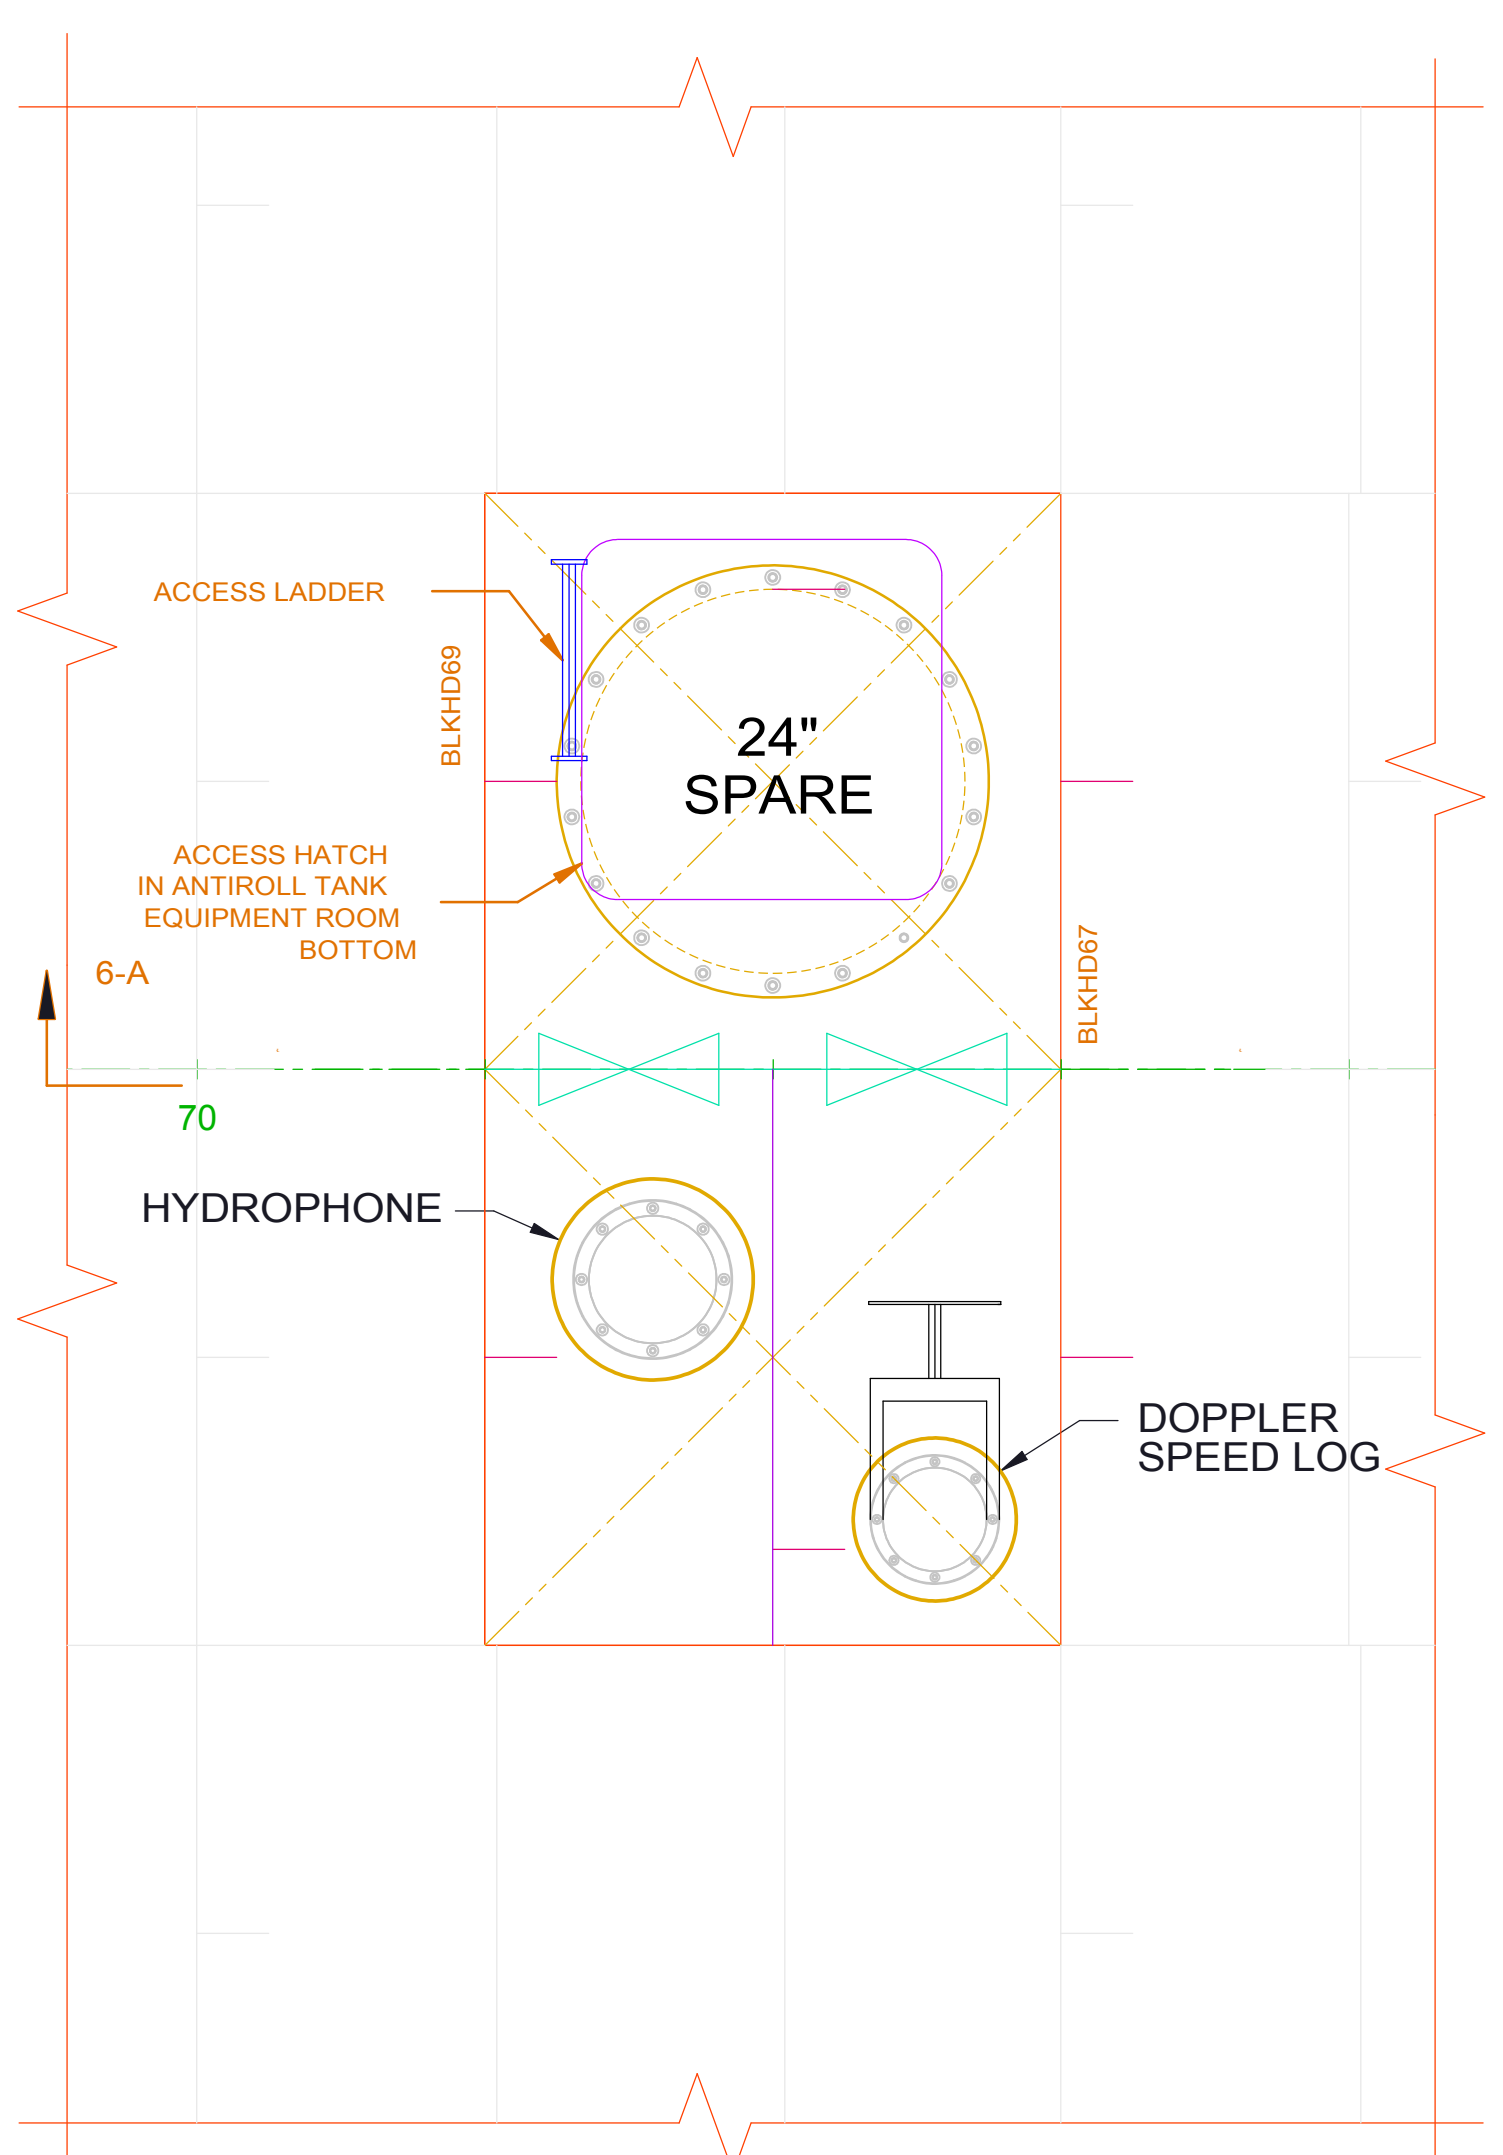 ACCESS LADDER
BLKHD69
24"
SPARE
ACCESS HATCH
IN ANTIROLL TANK
EQUIPMENT ROOM
BOTTOM
6-A
BLKHD67
70
HYDROPHONE
DOPPLER
SPEED LOG